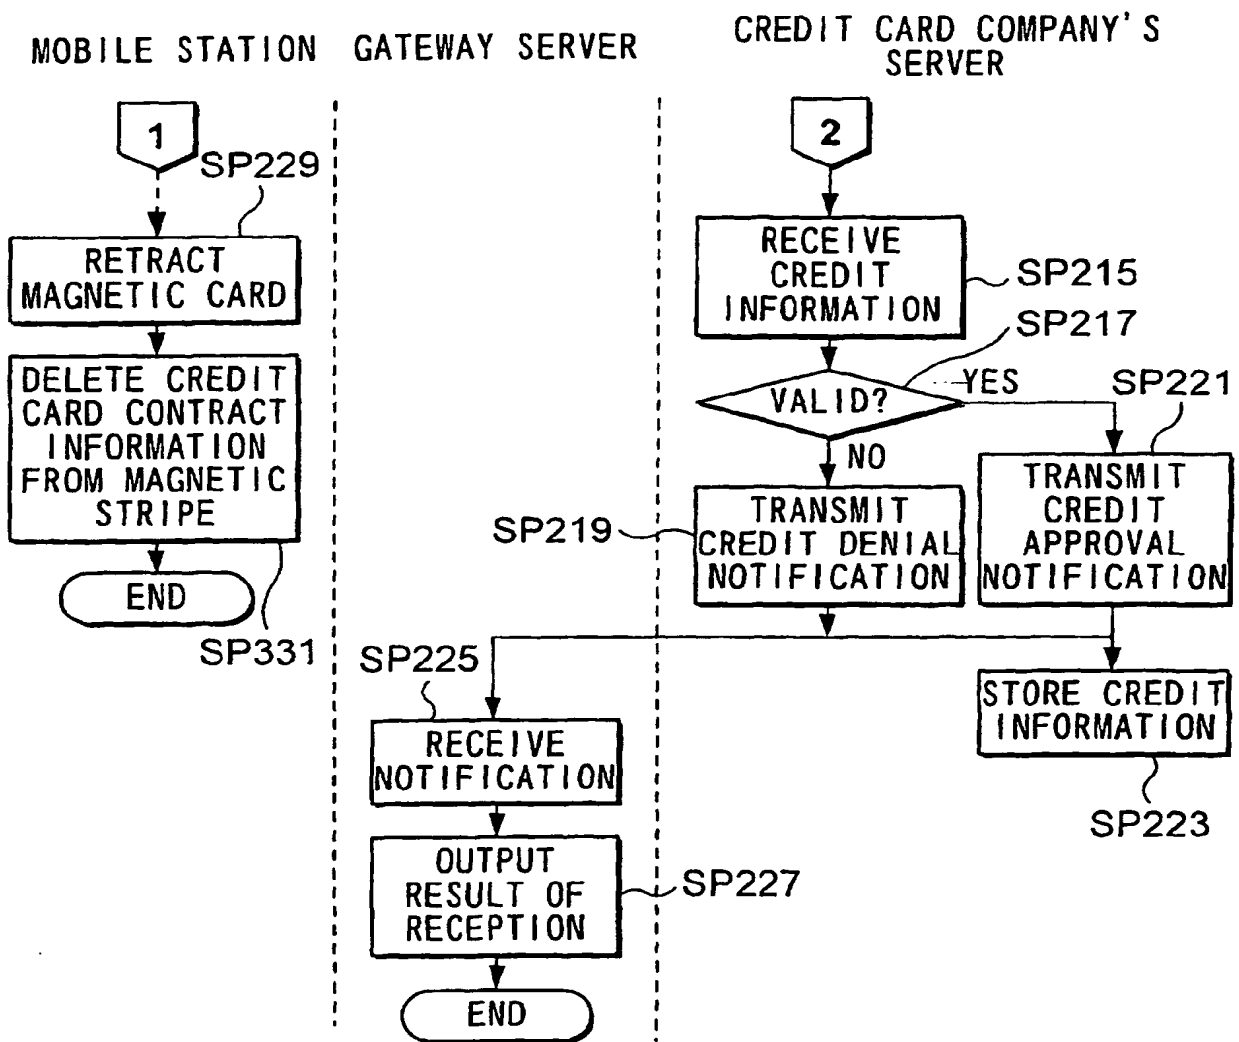 MOBILE STATION
GATEWAY SERVER
CREDIT CARD COMPANY'S
SERVER
1
SP229
RETRACT
MAGNETIC CARD
DELETE CREDIT
CARD CONTRACT
INFORMATION
FROM MAGNETIC
STRIPE
END
SP331
2
RECEIVE
CREDIT
INFORMATION
SP215
SP217
VALID?
YES
NO
SP221
TRANSMIT
CREDIT
APPROVAL
NOTIFICATION
SP219
TRANSMIT
CREDIT DENIAL
NOTIFICATION
STORE CREDIT
INFORMATION
SP223
SP225
RECEIVE
NOTIFICATION
OUTPUT
RESULT OF
RECEPTION
SP227
END